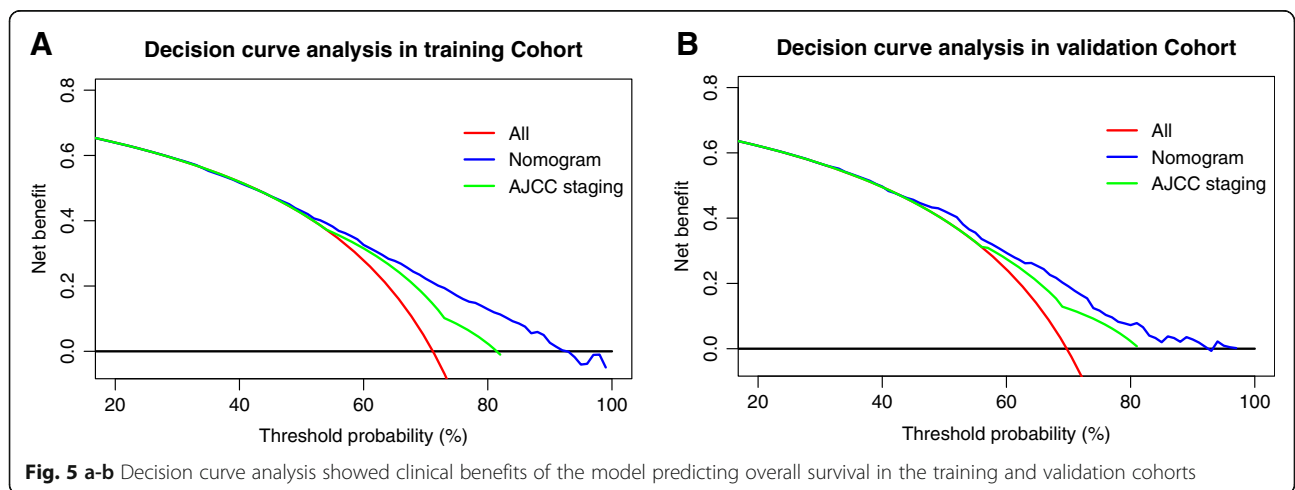 A
Decision curve analysis in training Cohort
Net benefit
0.8
0.6
0.4
0.2
0.0
All
Nomogram
AJCC staging
20 40 60 80 100
Threshold probability (%)
B
Decision curve analysis in validation Cohort
Net benefit
0.8
0.6
0.4
0.2
0.0
All
Nomogram
AJCC staging
20 40 60 80 100
Threshold probability (%)
Fig. 5 a-b Decision curve analysis showed clinical benefits of the model predicting overall survival in the training and validation cohorts